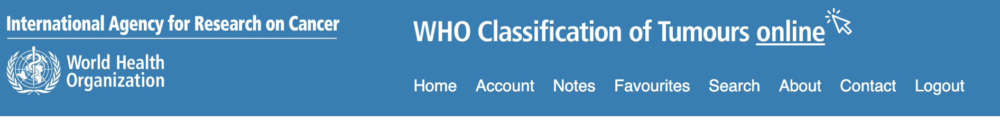 International Agency for Research on Cancer
World Health
Organization
WHO Classification of Tumours online
Home Account Notes Favourites Search About Contact Logout